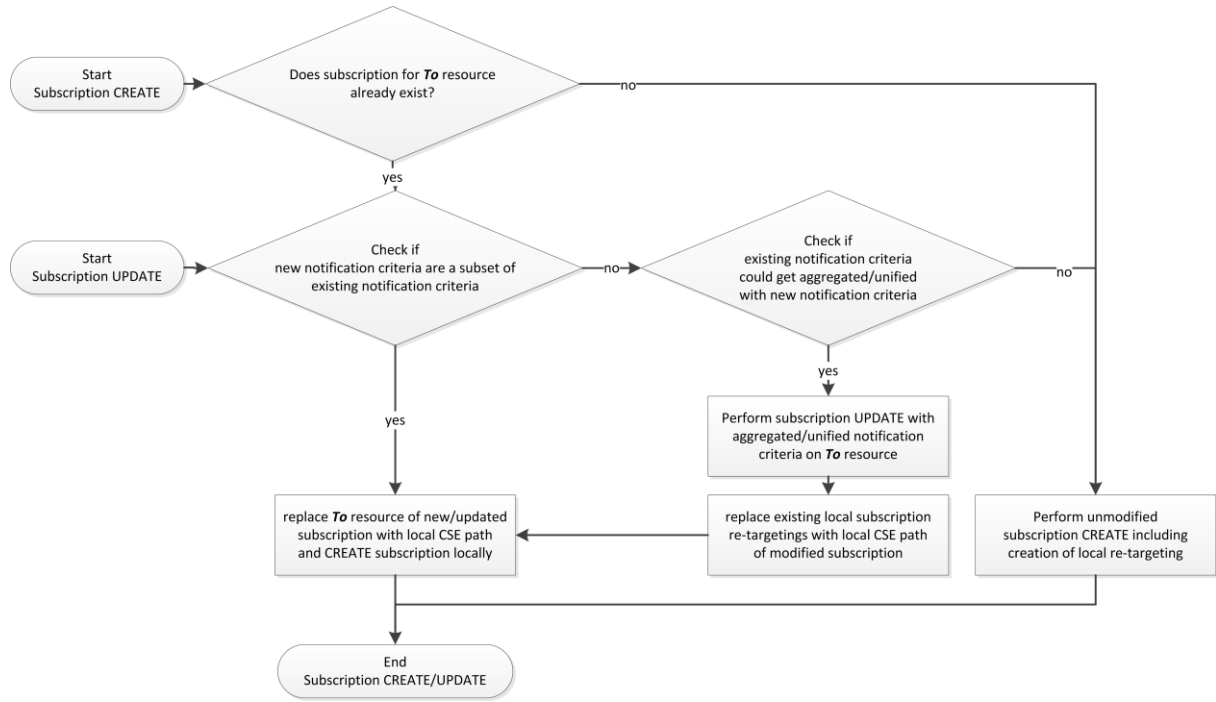 Start
Subscription CREATE
Does subscription for To resource
already exist?
no
yes
Start
Subscription UPDATE
Check if
new notification criteria are a subset of
existing notification criteria
no
Check if
existing notification criteria
could get aggregated/unified
with new notification criteria
no
yes
yes
Perform subscription UPDATE with
aggregated/unified notification
criteria on To resource
replace To resource of new/updated
subscription with local CSE path
and CREATE subscription locally
replace existing local subscription
re-targetings with local CSE path
of modified subscription
Perform unmodified
subscription CREATE including
creation of local re-targeting
End
Subscription CREATE/UPDATE